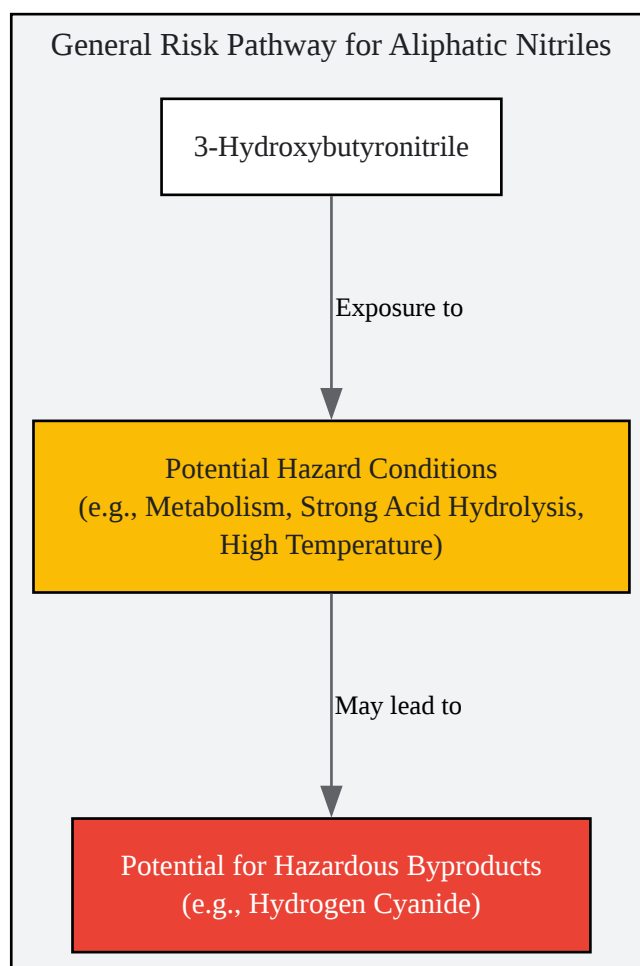 General Risk Pathway for Aliphatic Nitriles
3-Hydroxybutyronitrile
Exposure to
Potential Hazard Conditions
(e.g., Metabolism, Strong Acid Hydrolysis,
High Temperature)
May lead to
Potential for Hazardous Byproducts
(e.g., Hydrogen Cyanide)